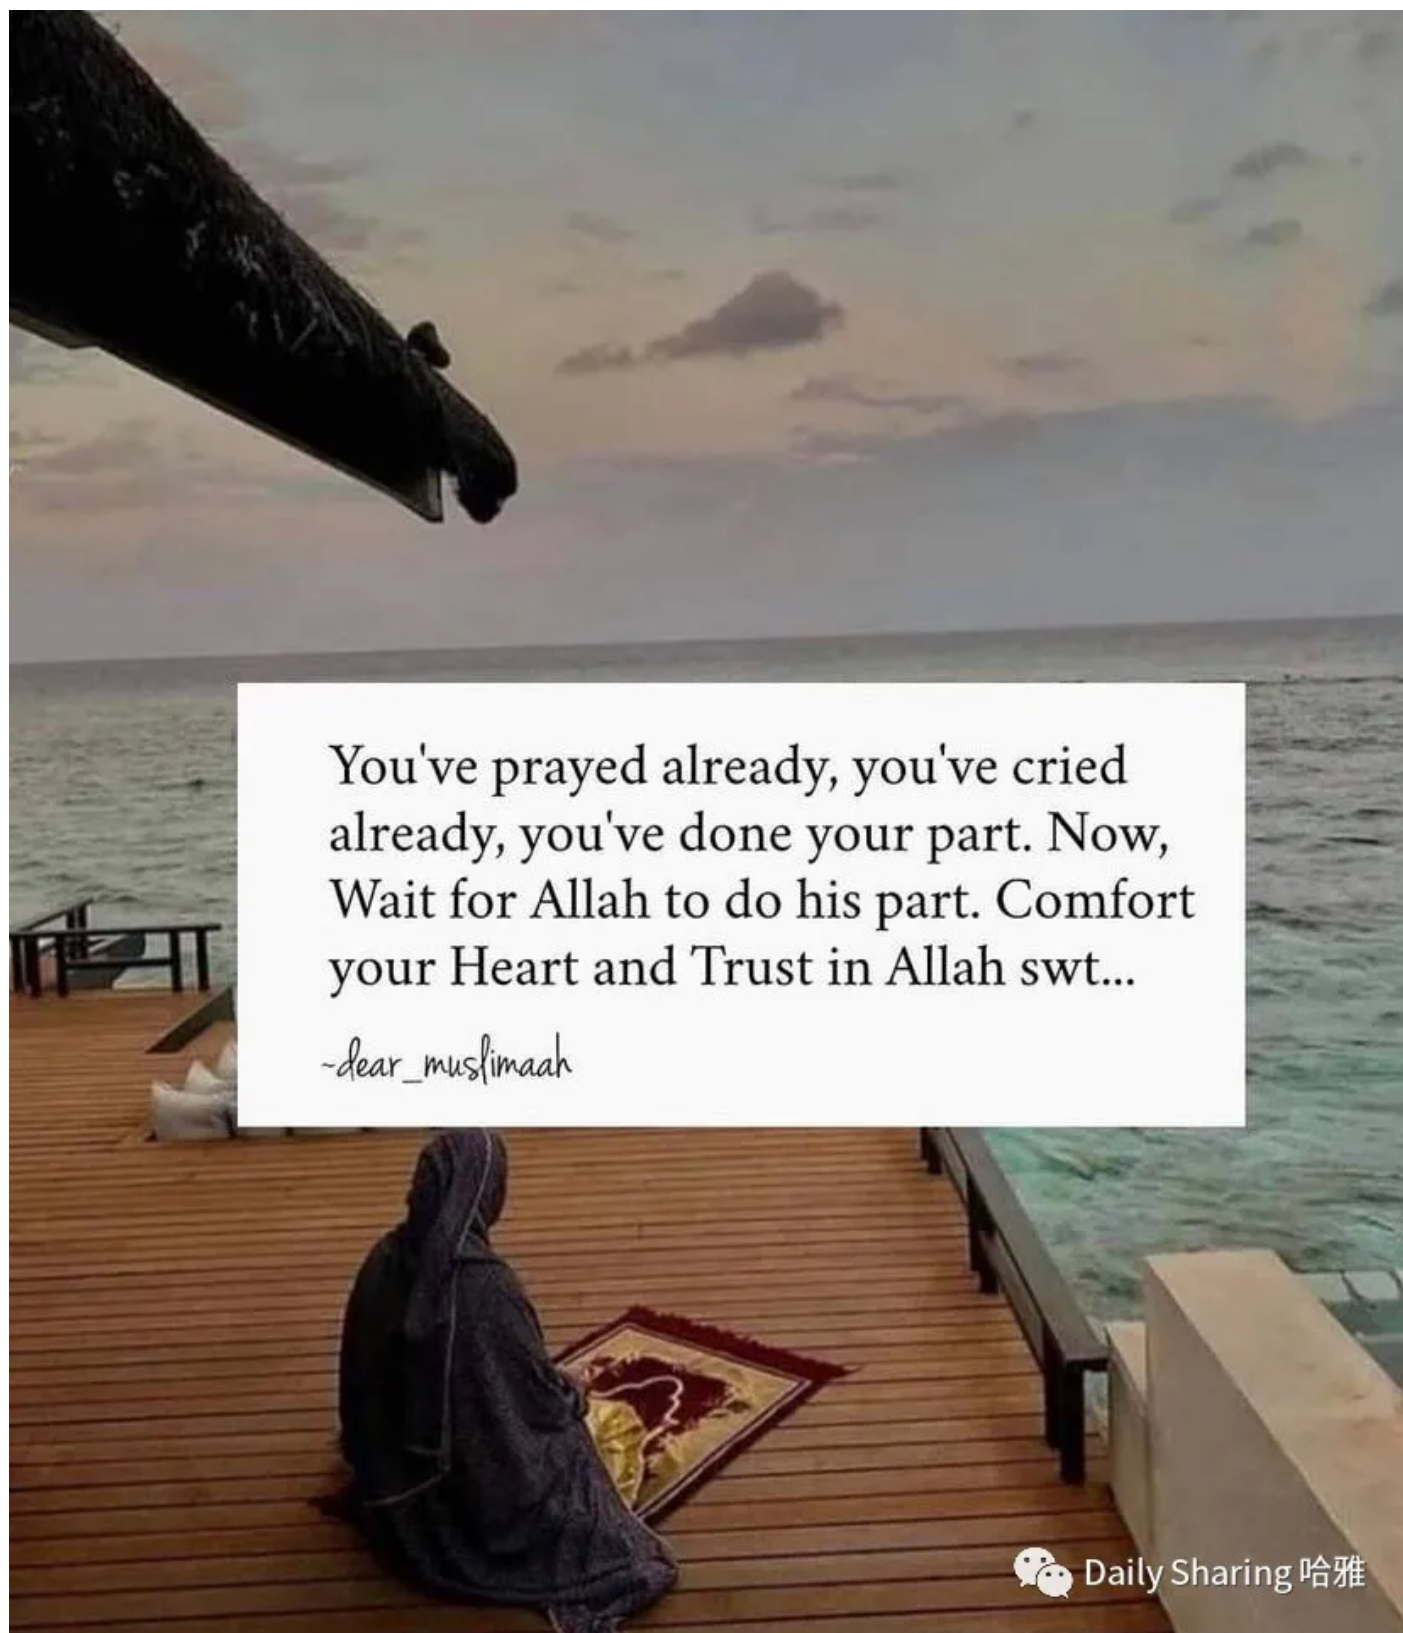 You've prayed already, you've cried
already, you've done your part. Now,
Wait for Allah to do his part. Comfort
your Heart and Trust in Allah swt...
~dear_muslimaah
Daily Sharing 哈雅